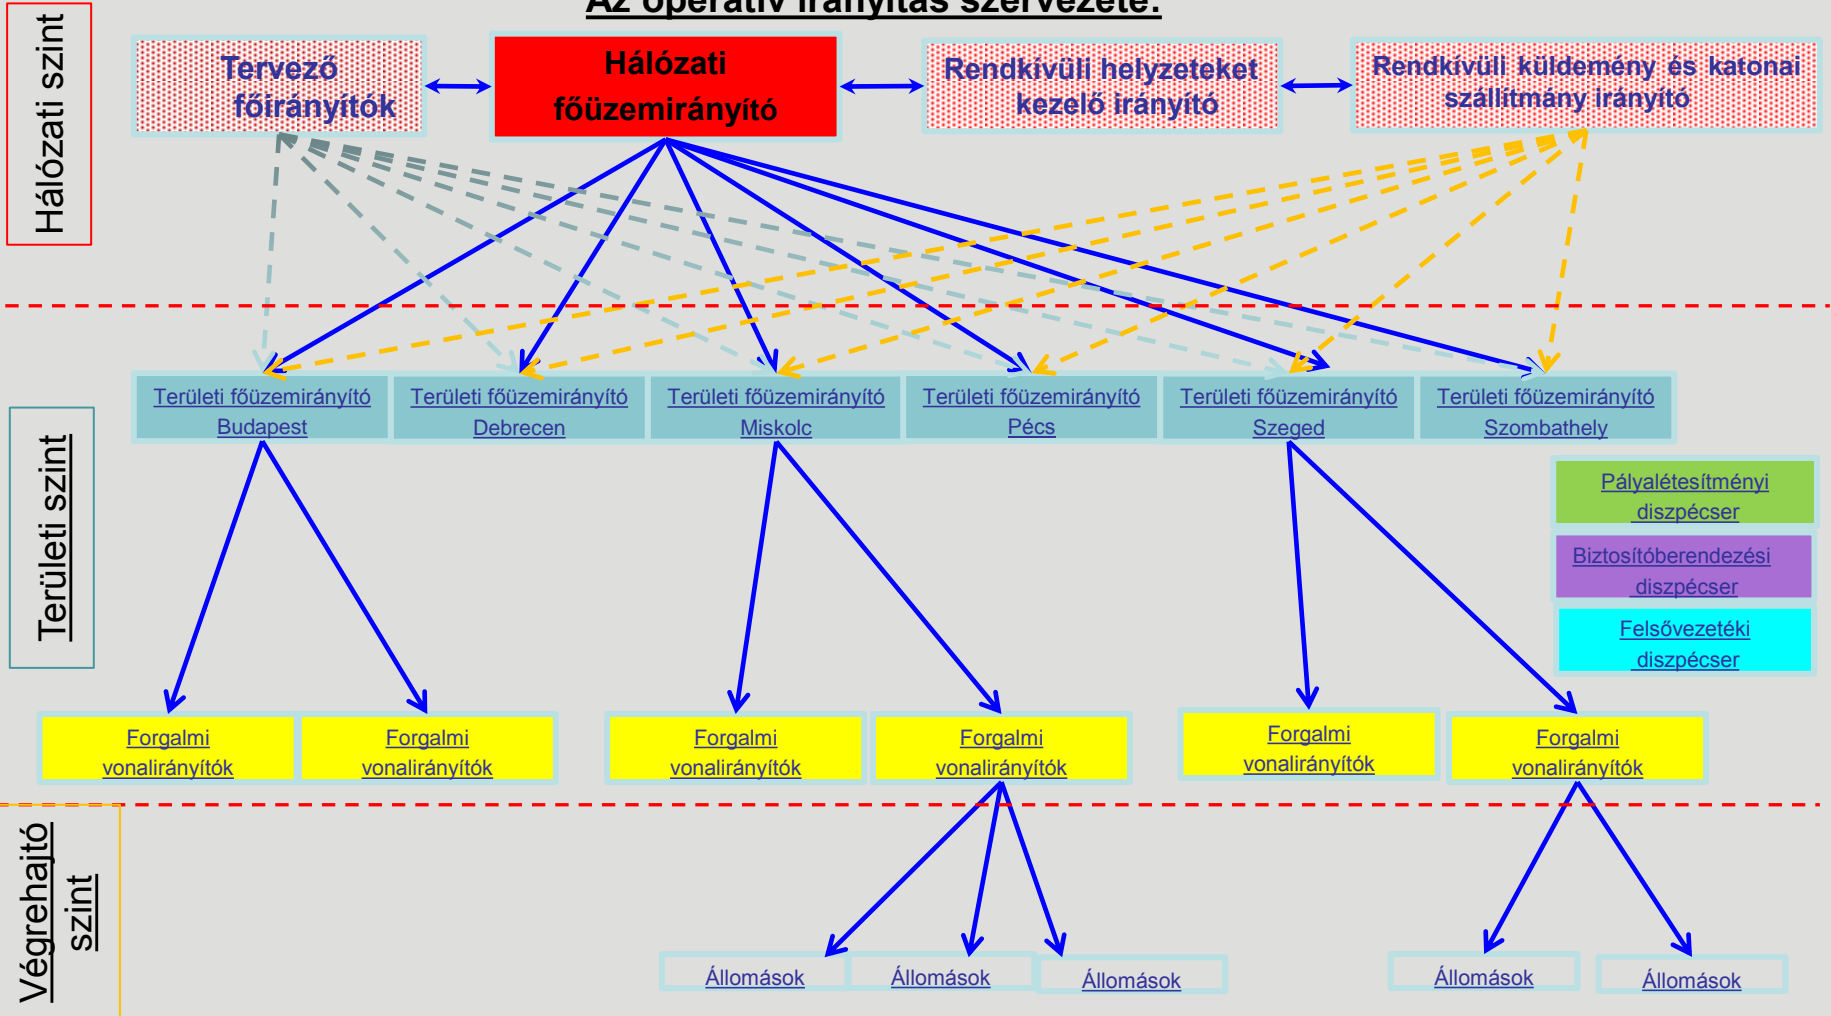 Az operatív irányítás szervezete:
Hálózati szint
Tervező
főirányítók
Hálózati
főüzemirányító
Rendkívüli helyzeteket
kezelő irányító
Rendkívüli küldemény és katonai
szállítmány irányító
Területi szint
Területi főüzemirányító
Budapest
Területi főüzemirányító
Debrecen
Területi főüzemirányító
Miskolc
Területi főüzemirányító
Pécs
Területi főüzemirányító
Szeged
Területi főüzemirányító
Szombathely
Pályalétesítményi
diszpécser
Biztosítóberendezési
diszpécser
Felsővezetéki
diszpécser
Forgalmi
vonalirányítók
Forgalmi
vonalirányítók
Forgalmi
vonalirányítók
Forgalmi
vonalirányítók
Forgalmi
vonalirányítók
Forgalmi
vonalirányítók
Végrehajtó
szint
Állomások
Állomások
Állomások
Állomások
Állomások